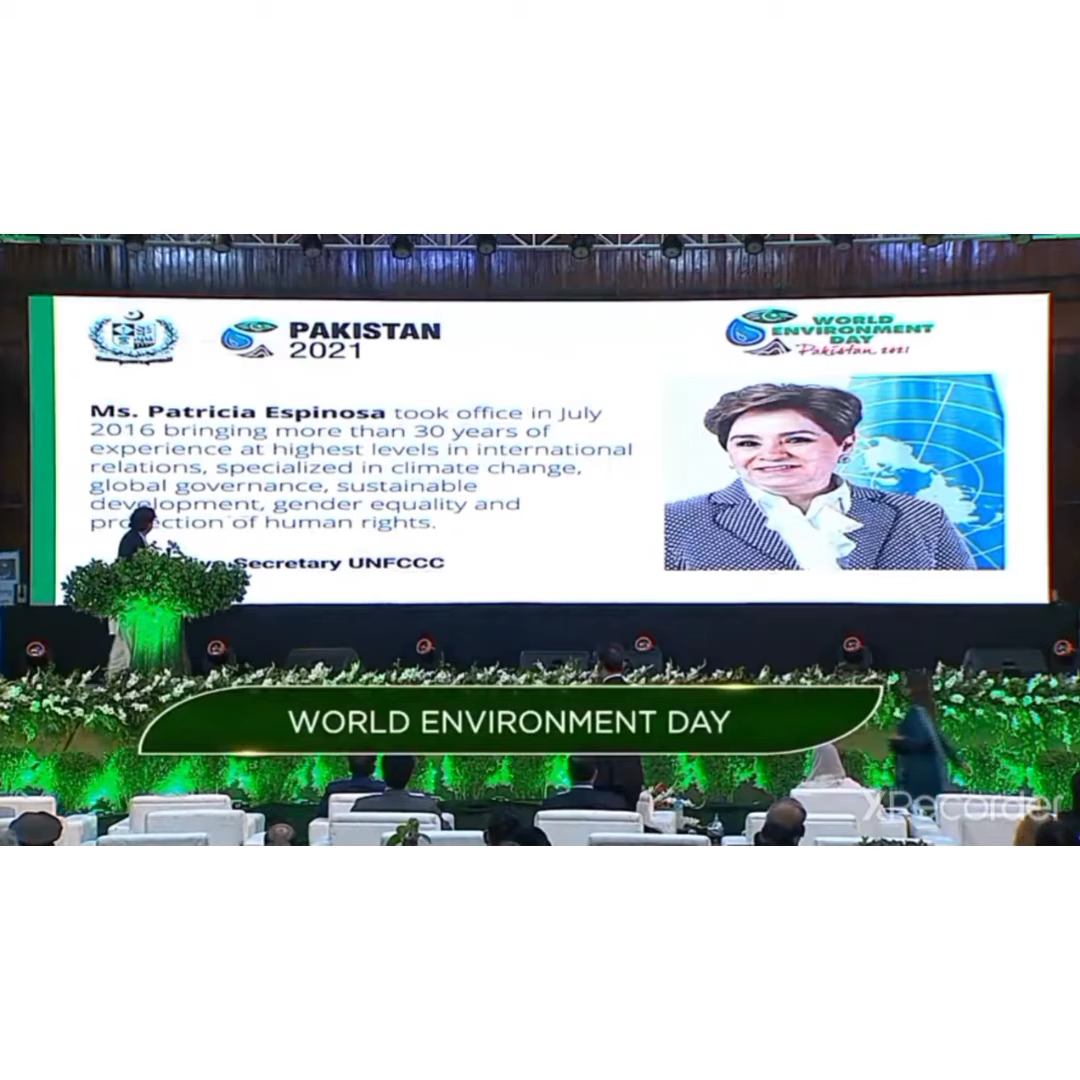 PAKISTAN
2021
WORLD
ENVIRONMENT
DAY
Pakistan 2021
Ms. Patricia Espinosa took office in July
2016 bringing more than 30 years of
experience at highest levels in international
relations, specialized in climate change,
global governance, sustainable
development, gender equality and
protection of human rights.
Secretary UNFCCC
WORLD ENVIRONMENT DAY
XRecorder